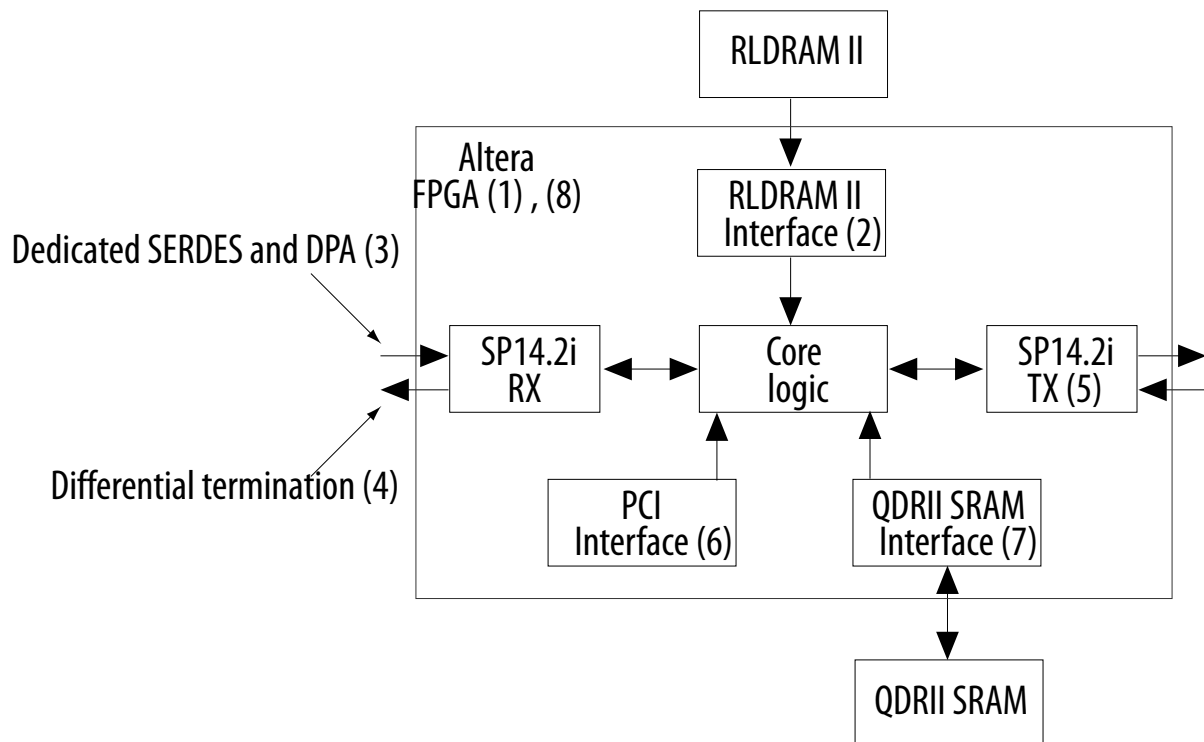 RLDRAM II
Altera
FPGA (1) , (8)
RLDRAM II
Interface (2)
Dedicated SERDES and DPA (3)
SP14.2i
RX
Core
logic
SP14.2i
TX (5)
Differential termination (4)
PCI
Interface (6)
QDRII SRAM
Interface (7)
QDRII SRAM